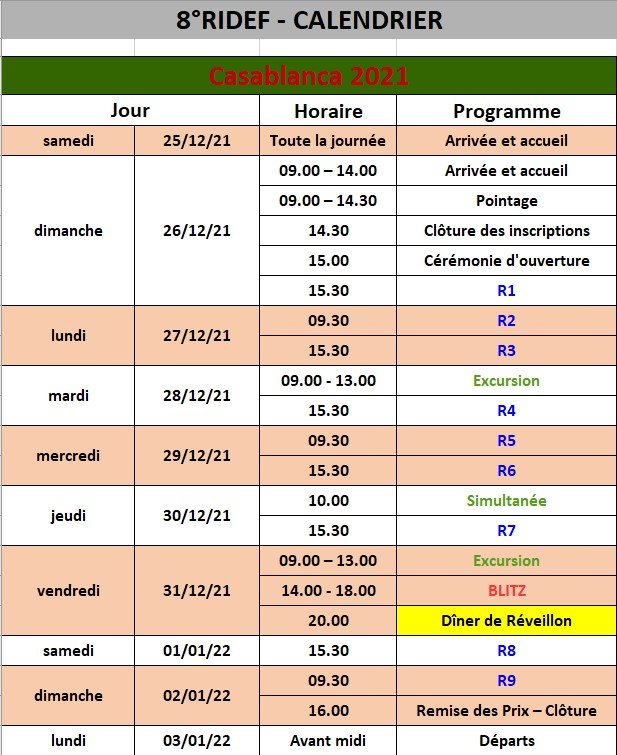 8°RIDEF - CALENDRIER
Casablanca 2021
Jour Horaire Programme
samedi 25/12/21 Toute la journée Arrivée et accueil
dimanche 26/12/21 09.00 – 14.00 Arrivée et accueil
09.00 – 14.30 Pointage
14.30 Clôture des inscriptions
15.00 Cérémonie d'ouverture
15.30 R1
lundi 27/12/21 09.30 R2
15.30 R3
mardi 28/12/21 09.00 - 13.00 Excursion
15.30 R4
mercredi 29/12/21 09.30 R5
15.30 R6
jeudi 30/12/21 10.00 Simultanée
15.30 R7
vendredi 31/12/21 09.00 – 13.00 Excursion
14.00 - 18.00 BLITZ
20.00 Dîner de Réveillon
samedi 01/01/22 15.30 R8
dimanche 02/01/22 09.30 R9
16.00 Remise des Prix – Clôture
lundi 03/01/22 Avant midi Départs